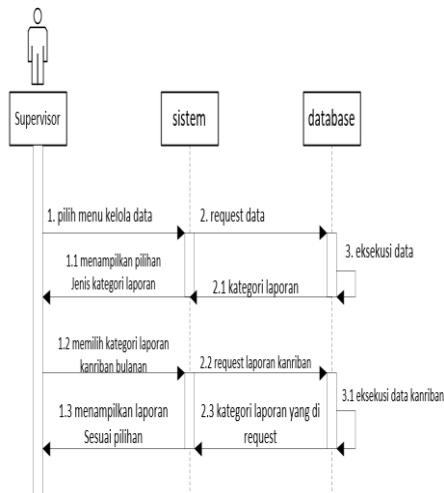 Supervisor
sistem
database
1. pilih menu kelola data
2. request data
3. eksekusi data
1.1 menampilkan pilihan
Jenis kategori laporan
2.1 kategori laporan
1.2 memilih kategori laporan
kanriban bulanan
2.2 request laporan kanriban
3.1 eksekusi data kanriban
1.3 menampilkan laporan
Sesuai pilihan
2.3 kategori laporan yang di
request